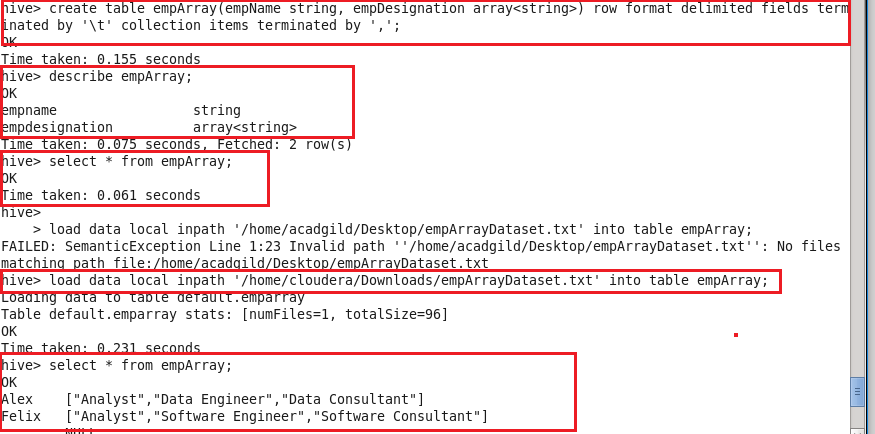 hive> create table empArray(empName string, empDesignation array<string>) row format delimited fields term
inated by '\t' collection items terminated by ',';
OK
Time taken: 0.155 seconds
hive> describe empArray;
OK
empname                 string
empdesignation          array<string>
Time taken: 0.075 seconds, Fetched: 2 row(s)
hive> select * from empArray;
OK
Time taken: 0.061 seconds
hive>
    > load data local inpath '/home/acadgild/Desktop/empArrayDataset.txt' into table empArray;
FAILED: SemanticException Line 1:23 Invalid path ''/home/acadgild/Desktop/empArrayDataset.txt'': No files
matching path file:/home/acadgild/Desktop/empArrayDataset.txt
hive> load data local inpath '/home/cloudera/Downloads/empArrayDataset.txt' into table empArray;
Loading data to table default.emparray
Table default.emparray stats: [numFiles=1, totalSize=96]
OK
Time taken: 0.231 seconds
hive> select * from empArray;
OK
Alex    ["Analyst","Data Engineer","Data Consultant"]
Felix   ["Analyst","Software Engineer","Software Consultant"]
        NULL